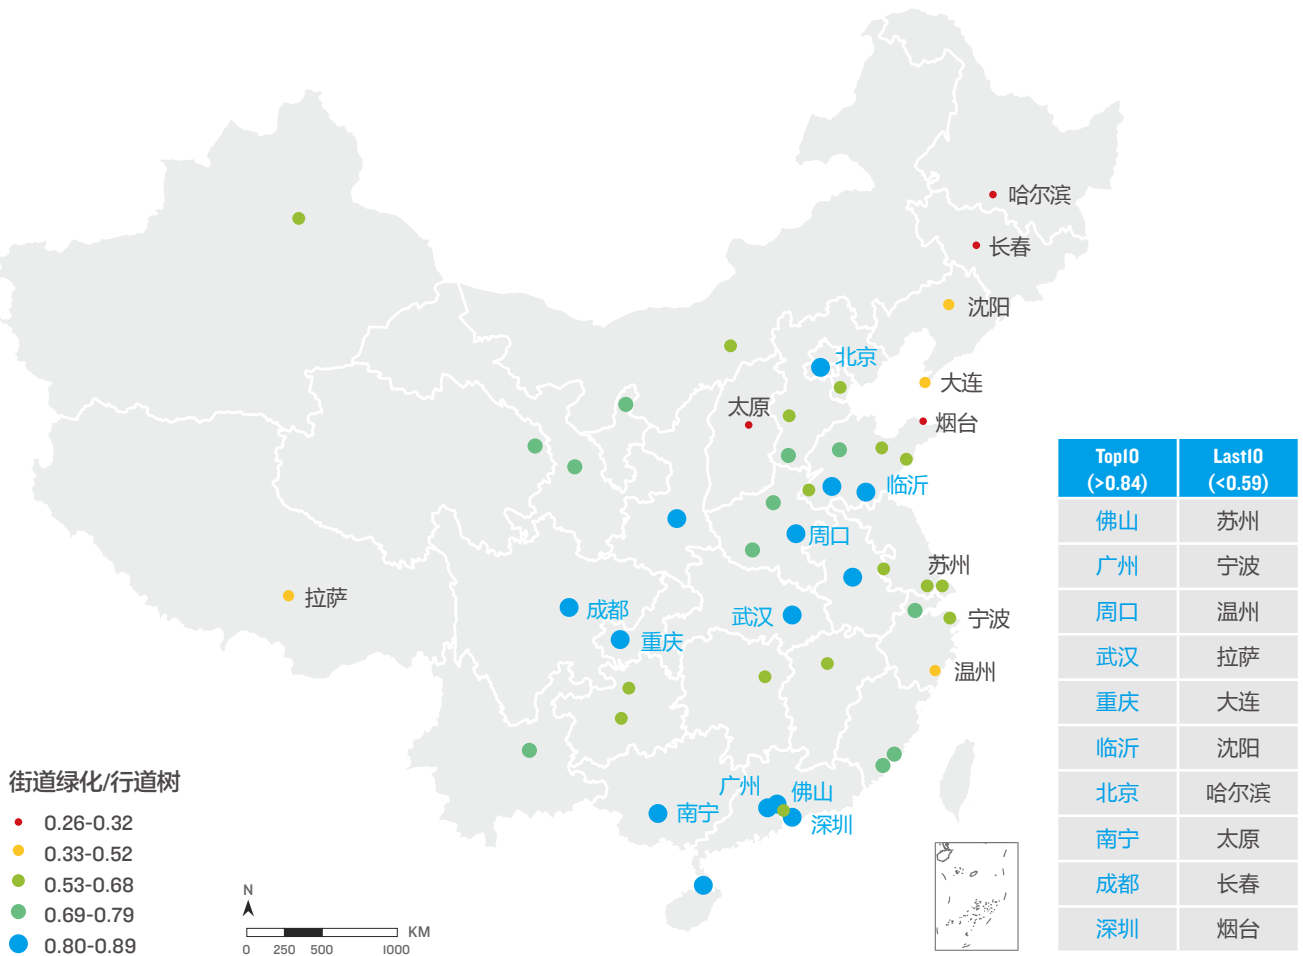 哈尔滨
长春
沈阳
北京
大连
太原
烟台
临沂
周口
苏州
拉萨
成都
武汉
宁波
重庆
温州
广州
佛山
南宁
深圳
街道绿化/行道树
0.26-0.32
0.33-0.52
0.53-0.68
0.69-0.79
0.80-0.89
N
KM
0 250 500 1000
Top10 Last10
(>0.84) (<0.59)
佛山 苏州
广州 宁波
周口 温州
武汉 拉萨
重庆 大连
临沂 沈阳
北京 哈尔滨
南宁 太原
成都 长春
深圳 烟台